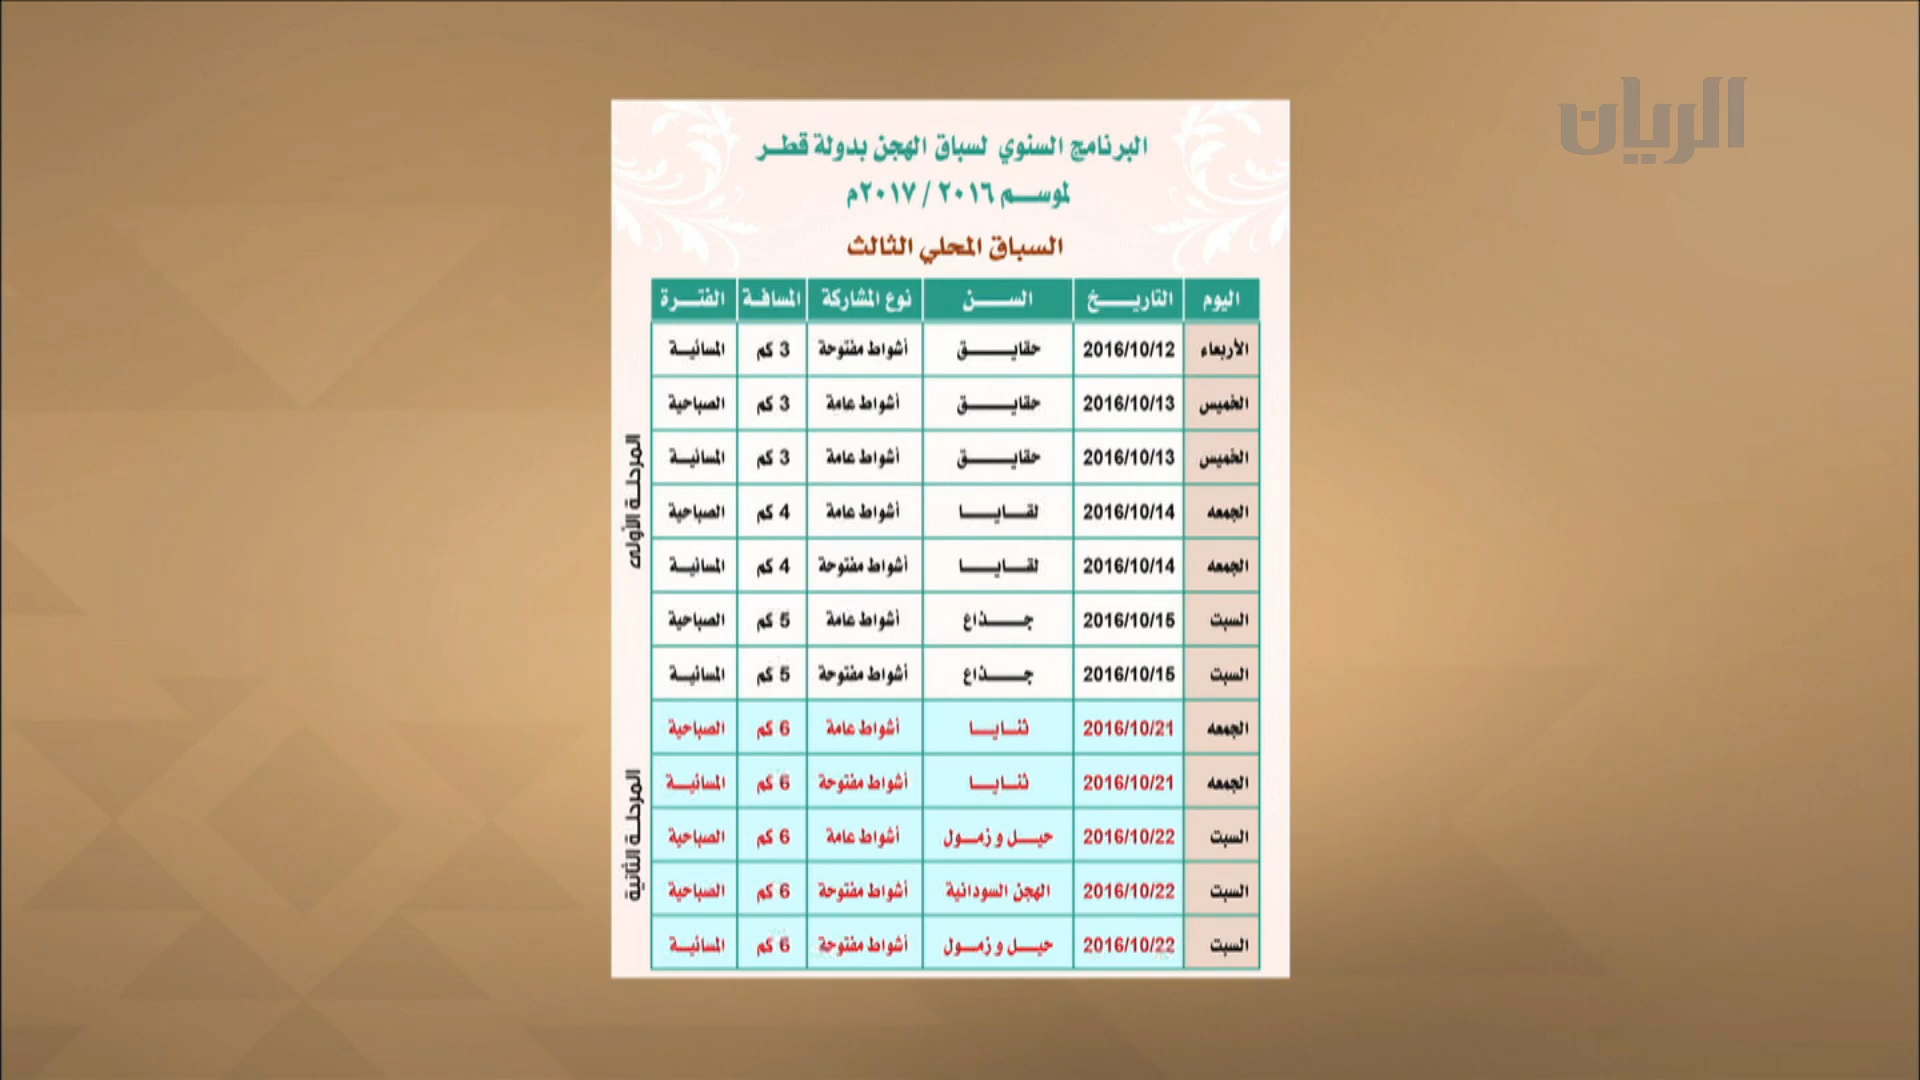 الريان
البرنامج السنوي لسباق الهجن بدولة قطر
لموسم ٢٠١٦ / ٢٠١٧م
السباق المحلي الثالث
اليوم التاريخ السن نوع المشاركة المسافة الفترة
المرحلة الأولى
الأربعاء 2016/10/12 حقايق أشواط مفتوحة 3 كم المسائية
الخميس 2016/10/13 حقايق أشواط عامة 3 كم الصباحية
الخميس 2016/10/13 حقايق أشواط عامة 3 كم المسائية
الجمعه 2016/10/14 لقايا أشواط عامة 4 كم الصباحية
الجمعه 2016/10/14 لقايا أشواط مفتوحة 4 كم المسائية
السبت 2016/10/15 جذاع أشواط عامة 5 كم الصباحية
السبت 2016/10/15 جذاع أشواط مفتوحة 5 كم المسائية
المرحلة الثانية
الجمعه 2016/10/21 ثنايا أشواط عامة 6 كم الصباحية
الجمعه 2016/10/21 ثنايا أشواط مفتوحة 6 كم المسائية
السبت 2016/10/22 حيل و زمول أشواط عامة 6 كم الصباحية
السبت 2016/10/22 الهجن السودانية أشواط مفتوحة 6 كم الصباحية
السبت 2016/10/22 حيل و زمول أشواط مفتوحة 6 كم المسائية